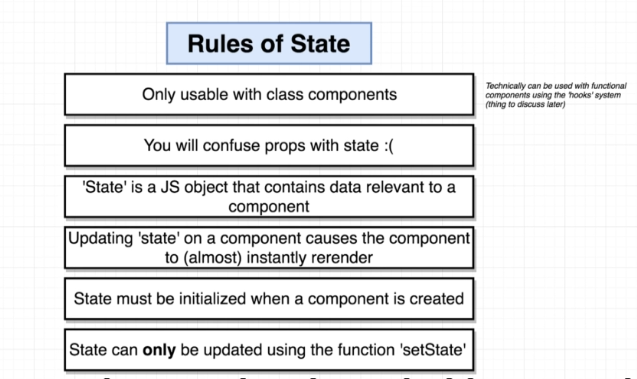 Rules of State
Only usable with class components
Technically can be used with functional
components using the 'hooks' system
(thing to discuss later)
You will confuse props with state :(
'State' is a JS object that contains data relevant to a
component
Updating 'state' on a component causes the component
to (almost) instantly rerender
State must be initialized when a component is created
State can only be updated using the function 'setState'